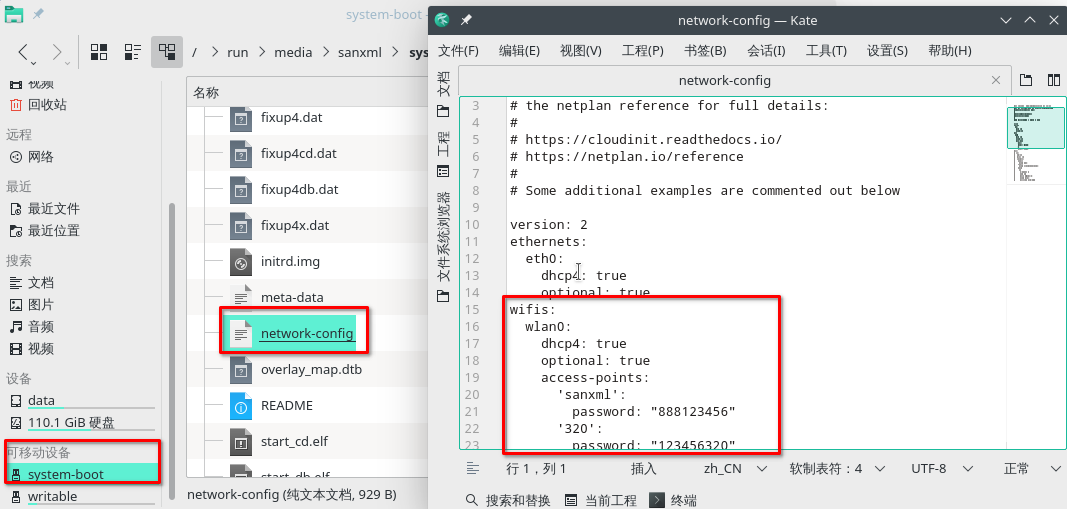 system-boot
/ > run > media > sanxml > sys
视频
回收站
远程
网络
最近
最近文件
最近位置
搜索
文档
图片
音频
视频
设备
data
110.1 GiB 硬盘
可移动设备
system-boot
writable
名称
fixup4.dat
fixup4cd.dat
fixup4db.dat
fixup4x.dat
initrd.img
meta-data
network-config
overlay_map.dtb
README
start_cd.elf
start_db.elf
network-config (纯文本文档, 929 B)
network-config — Kate
文件(F) 编辑(E) 视图(V) 工程(P) 书签(B) 会话(I) 工具(T) 设置(S) 帮助(H)
network-config
文档
工程
文件系统浏览器
3 # the netplan reference for full details:
4 #
5 # https://cloudinit.readthedocs.io/
6 # https://netplan.io/reference
7 #
8 # Some additional examples are commented out below
9
10 version: 2
11 ethernets:
12   eth0:
13     dhcp4: true
14     optional: true
15 wifis:
16   wlan0:
17     dhcp4: true
18     optional: true
19     access-points:
20       'sanxml':
21         password: "888123456"
22       '320':
23         password: "123456320"
行 1，列 1 插入 zh_CN 软制表符：4 UTF-8 正常
搜索和替换 当前工程 终端